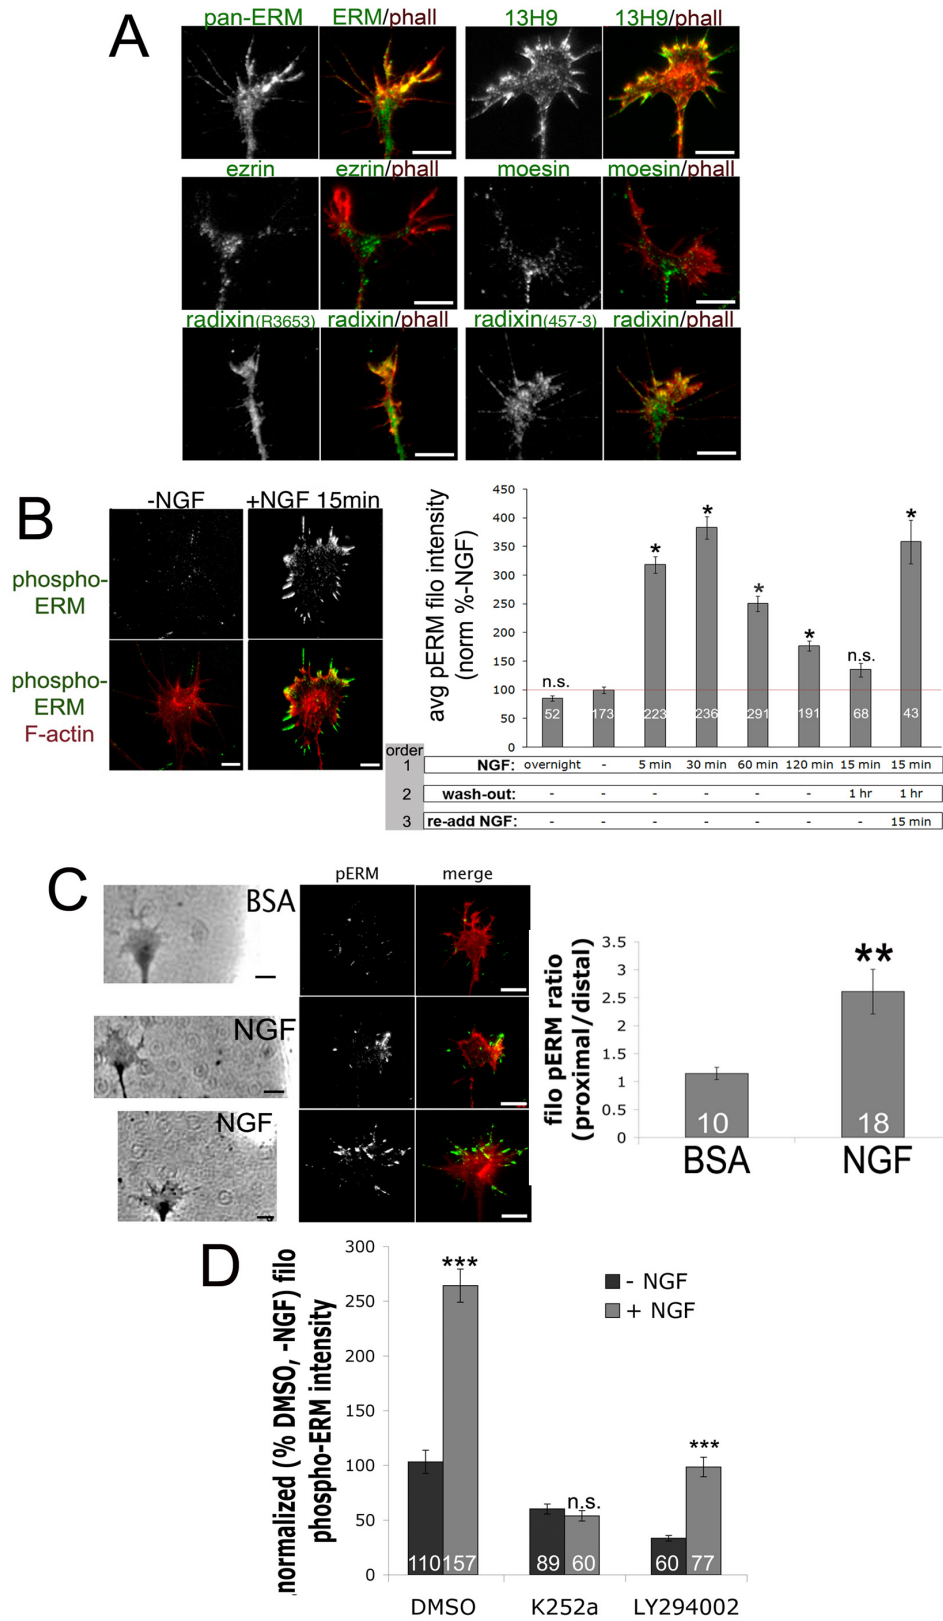 A
pan-ERM ERM/phall 13H9 13H9/phall
ezrin ezrin/phall moesin moesin/phall
radixin(R3653) radixin/phall radixin(457-3) radixin/phall
B
-NGF +NGF 15min
phospho-
ERM
phospho-
ERM
F-actin
avg pERM filo intensity
(norm %-NGF)
450
400
350
300
250
200
150
100
50
0
n.s. * * * * n.s. *
52 173 223 236 291 191 68 43
order
1 NGF: overnight - 5 min 30 min 60 min 120 min 15 min 15 min
2 wash-out: - - - - - - 1 hr 1 hr
3 re-add NGF: - - - - - - - 15 min
C
BSA
NGF
NGF
pERM merge
filo pERM ratio
(proximal/distal)
3.5
3
2.5
2
1.5
1
0.5
0
**
10 18
BSA NGF
D
normalized (% DMSO, -NGF) filo
phospho-ERM intensity
300
250
200
150
100
50
0
- NGF
+ NGF
*** n.s. ***
110 157 89 60 60 77
DMSO K252a LY294002